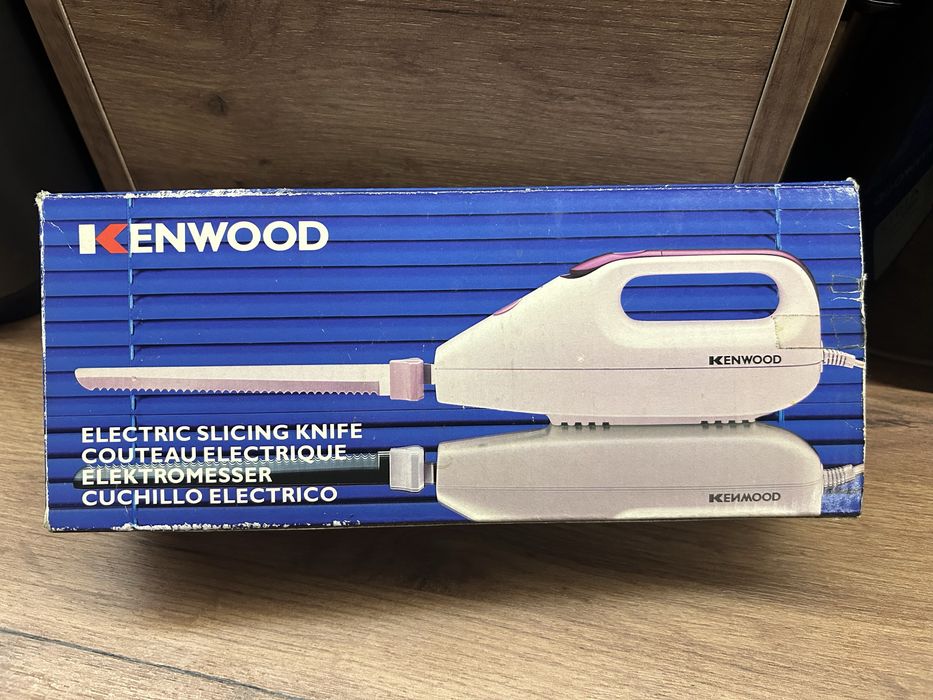 KENWOOD
KENWOOD
ELECTRIC SLICING KNIFE
COUTEAU ELECTRIQUE
ELEKTROMESSER
CUCHILLO ELECTRICO
KENWOOD